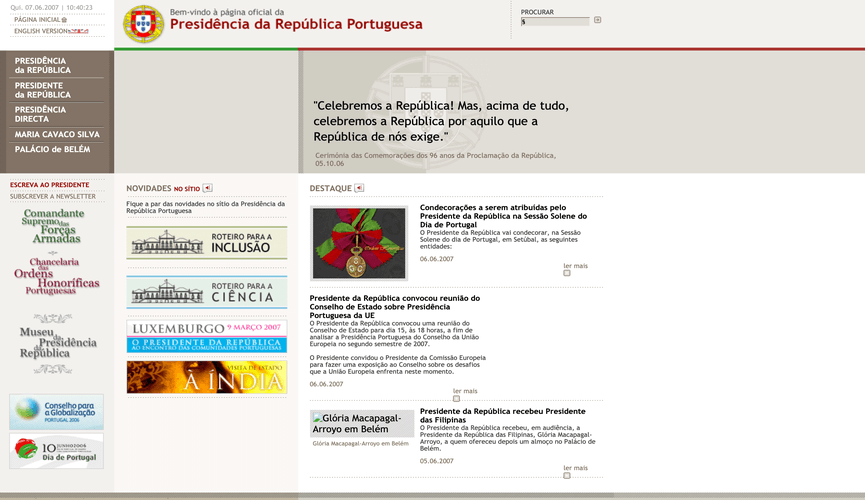 Qui. 07.06.2007 | 10:40:23
PÁGINA INICIAL
ENGLISH VERSION
Bem-vindo à página oficial da
Presidência da República Portuguesa
PROCURAR
PRESIDÊNCIA
da REPÚBLICA
PRESIDENTE
da REPÚBLICA
PRESIDÊNCIA
DIRECTA
MARIA CAVACO SILVA
PALÁCIO de BELÉM
"Celebremos a República! Mas, acima de tudo,
celebremos a República por aquilo que a
República de nós exige."
Cerimónia das Comemorações dos 96 anos da Proclamação da República,
05.10.06
ESCREVA AO PRESIDENTE
SUBSCREVER A NEWSLETTER
Comandante
Supremo das
Forças
Armadas
Chancelaria
das
Ordens
Honoríficas
Portuguesas
Museu
da Presidência
da República
Conselho para
a Globalização
PORTUGAL 2006
10 JUNHO 2006
Dia de Portugal
NOVIDADES NO SÍTIO
Fique a par das novidades no sítio da Presidência da
República Portuguesa
ROTEIRO PARA A
INCLUSÃO
ROTEIRO PARA A
CIÊNCIA
LUXEMBURGO 9 MARÇO 2007
O PRESIDENTE DA REPÚBLICA
AO ENCONTRO DAS COMUNIDADES PORTUGUESAS
VISITA DE ESTADO
À ÍNDIA
DESTAQUE
Condecorações a serem atribuídas pelo
Presidente da República na Sessão Solene do
Dia de Portugal
O Presidente da República vai condecorar, na Sessão
Solene do dia de Portugal, em Setúbal, as seguintes
entidades:
06.06.2007
ler mais
Presidente da República convocou reunião do
Conselho de Estado sobre Presidência
Portuguesa da UE
O Presidente da República convocou uma reunião do
Conselho de Estado para dia 15, às 18 horas, a fim de
analisar a Presidência Portuguesa do Conselho da União
Europeia no segundo semestre de 2007.
O Presidente convidou o Presidente da Comissão Europeia
para fazer uma exposição ao Conselho sobre os desafios
que a União Europeia enfrenta neste momento.
06.06.2007
ler mais
Glória Macapagal-
Arroyo em Belém
Glória Macapagal-Arroyo em Belém
Presidente da República recebeu Presidente
das Filipinas
O Presidente da República recebeu, em audiência, a
Presidente da República das Filipinas, Glória Macapagal-
Arroyo, a quem ofereceu depois um almoço no Palácio de
Belém.
05.06.2007
ler mais